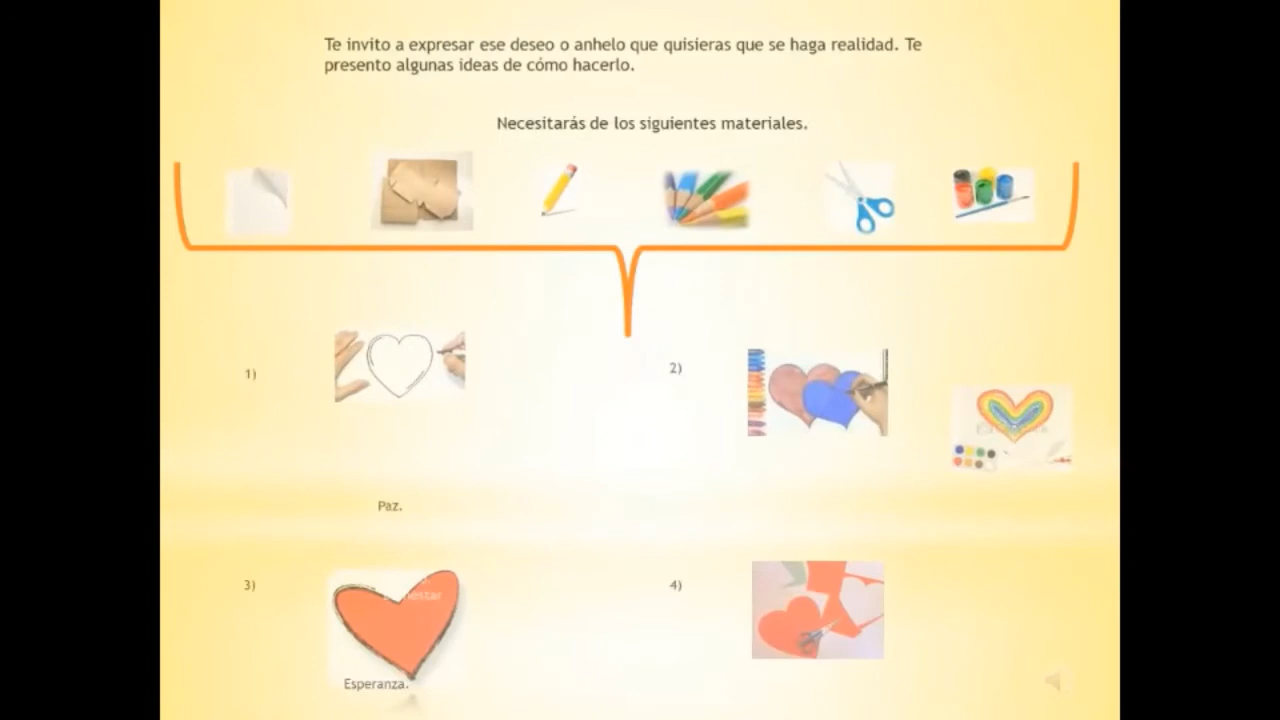 Te invito a expresar ese deseo o anhelo que quisieras que se haga realidad. Te
presento algunas ideas de cómo hacerlo.
Necesitarás de los siguientes materiales.
1)
2)
Paz.
3)
4)
Esperanza.